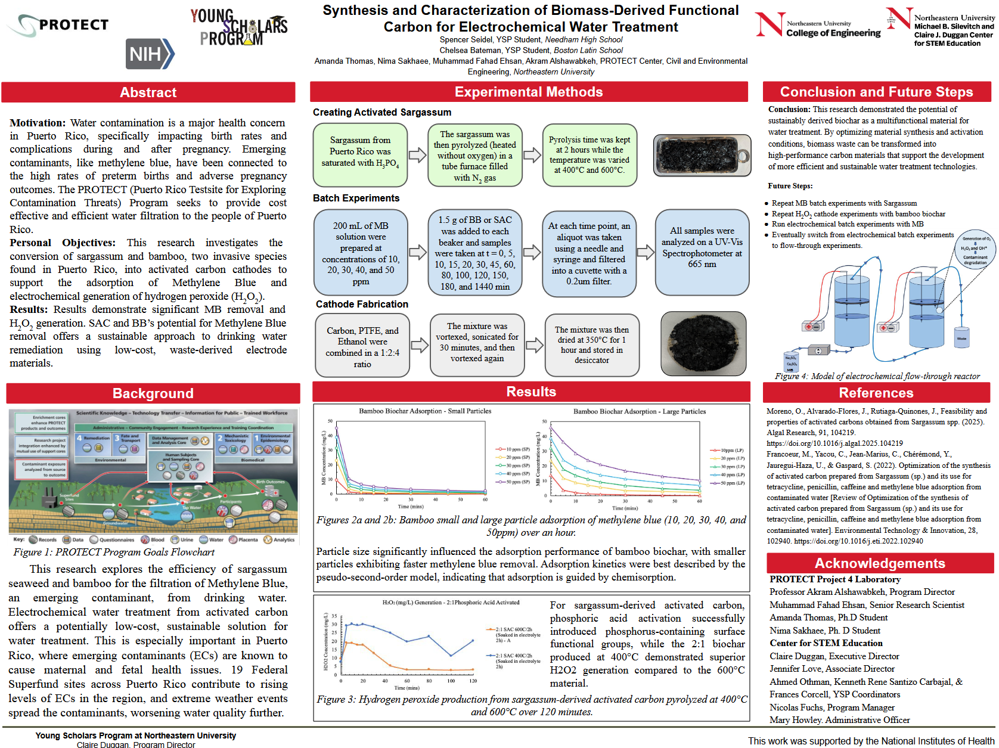 PROTECT
YOUNG
SCHOLARS
PROGRAM
NIH
Synthesis and Characterization of Biomass-Derived Functional
Carbon for Electrochemical Water Treatment
Spencer Seidel, YSP Student, Needham High School
Chelsea Bateman, YSP Student, Boston Latin School
Amanda Thomas, Nima Sakhaee, Muhammad Fahad Ehsan, Akram Alshawabkeh, PROTECT Center, Civil and Environmental
Engineering, Northeastern University
Northeastern University
College of Engineering
Northeastern University
Michael B. Silevitch and
Claire J. Duggan Center
for STEM Education
Abstract
Motivation: Water contamination is a major health concern
in Puerto Rico, specifically impacting birth rates and
complications during and after pregnancy. Emerging
contaminants, like methylene blue, have been connected to
the high rates of preterm births and adverse pregnancy
outcomes. The PROTECT (Puerto Rico Testsite for Exploring
Contamination Threats) Program seeks to provide cost
effective and efficient water filtration to the people of Puerto
Rico.
Personal Objectives: This research investigates the
conversion of sargassum and bamboo, two invasive species
found in Puerto Rico, into activated carbon cathodes to
support the adsorption of Methylene Blue and
electrochemical generation of hydrogen peroxide (H2O2).
Results: Results demonstrate significant MB removal and
H2O2 generation. SAC and BB's potential for Methylene Blue
removal offers a sustainable approach to drinking water
remediation using low-cost, waste-derived electrode
materials.
Background
Scientific Knowledge – Technology Transfer – Information for Public – Trained Workforce
Enrichment cores
enhance PROTECT
products and outcomes
Administrative – Community Engagement – Research Experience and Training Coordination
Research project
integration enhanced by
mutual use of support cores
4 Remediation
3 Fate and
Transport
Data Management
and Analysis Core
2 Mechanistic
Toxicology
1 Environmental
Epidemiology
Environmental
Human Subjects
and Sampling Core
Biomedical
Contaminant exposure
analyzed from source
to outcome
Birth Outcomes
Superfund
Sites
Participants
Tap Water
Groundwater
Key: Records Data Questionnaires Blood Urine Water Placenta Analytics
Figure 1: PROTECT Program Goals Flowchart
This research explores the efficiency of sargassum
seaweed and bamboo for the filtration of Methylene Blue,
an emerging contaminant, from drinking water.
Electrochemical water treatment from activated carbon
offers a potentially low-cost, sustainable solution for
water treatment. This is especially important in Puerto
Rico, where emerging contaminants (ECs) are known to
cause maternal and fetal health issues. 19 Federal
Superfund sites across Puerto Rico contribute to rising
levels of ECs in the region, and extreme weather events
spread the contaminants, worsening water quality further.
Experimental Methods
Creating Activated Sargassum
Sargassum from
Puerto Rico was
saturated with H3PO4
The sargassum was
then pyrolyzed (heated
without oxygen) in a
tube furnace filled
with N2 gas
Pyrolysis time was kept
at 2 hours while the
temperature was varied
at 400°C and 600°C.
Batch Experiments
200 mL of MB
solution were
prepared at
concentrations of 10,
20, 30, 40, and 50
ppm
1.5 g of BB or SAC
was added to each
beaker and samples
were taken at t = 0, 5,
10, 15, 20, 30, 45, 60,
80, 100, 120, 150,
180, and 1440 min
At each time point, an
aliquot was taken
using a needle and
syringe and filtered
into a cuvette with a
0.2um filter.
All samples were
analyzed on a UV-Vis
Spectrophotometer at
665 nm
Cathode Fabrication
Carbon, PTFE, and
Ethanol were
combined in a 1:2:4
ratio
The mixture was
vortexed, sonicated for
30 minutes, and then
vortexed again
The mixture was then
dried at 350°C for 1
hour and stored in
desiccator
Results
Bamboo Biochar Adsorption - Small Particles
MB Concentration (mg/L)
50
40
30
20
10
0
0 10 20 30 40 50 60
Time (mins)
10 ppm (SP)
20 ppm (SP)
30 ppm (SP)
40 ppm (SP)
50 ppm (SP)
Bamboo Biochar Adsorption - Large Particles
MB Concentration (mg/L)
50
40
30
20
10
0
0 10 20 30 40 50 60
Time (mins)
10ppm (LP)
20 ppm (LP)
30 ppm (LP)
40 ppm (LP)
50 ppm (LP)
Figures 2a and 2b: Bamboo small and large particle adsorption of methylene blue (10, 20, 30, 40, and
50ppm) over an hour.
Particle size significantly influenced the adsorption performance of bamboo biochar, with smaller
particles exhibiting faster methylene blue removal. Adsorption kinetics were best described by the
pseudo-second-order model, indicating that adsorption is guided by chemisorption.
H2O2 (mg/L) Generation - 2:1Phosphoric Acid Activated
H2O2 Concentration (mg/L)
35
30
25
20
15
10
5
0
0 20 40 60 80 100 120
Time (mins)
2:1 SAC 600C/2h
(Soaked in electrolyte
2h) - A
2:1 SAC 400C/2h
(Soaked in electrolyte
2h)
For sargassum-derived activated carbon,
phosphoric acid activation successfully
introduced phosphorus-containing surface
functional groups, while the 2:1 biochar
produced at 400°C demonstrated superior
H2O2 generation compared to the 600°C
material.
Figure 3: Hydrogen peroxide production from sargassum-derived activated carbon pyrolyzed at 400°C
and 600°C over 120 minutes.
Conclusion and Future Steps
Conclusion: This research demonstrated the potential of
sustainably derived biochar as a multifunctional material for
water treatment. By optimizing material synthesis and activation
conditions, biomass waste can be transformed into
high-performance carbon materials that support the development
of more efficient and sustainable water treatment technologies.
Future Steps:
● Repeat MB batch experiments with Sargassum
● Repeat H2O2 cathode experiments with bamboo biochar
● Run electrochemical batch experiments with MB
● Eventually switch from electrochemical batch experiments
to flow-through experiments.
Generation of O2
H2O2 and OH*
Contaminant
degradation
Waste
Na2SO4
Ca2SO4
MB
Figure 4: Model of electrochemical flow-through reactor
References
Moreno, O., Alvarado-Flores, J., Rutiaga-Quinones, J., Feasibility and
properties of activated carbons obtained from Sargassum spp. (2025).
Algal Research, 91, 104219.
https://doi.org/10.1016/j.algal.2025.104219
Francoeur, M., Yacou, C., Jean-Marius, C., Chérémond, Y.,
Jauregui-Haza, U., & Gaspard, S. (2022). Optimization of the synthesis
of activated carbon prepared from Sargassum (sp.) and its use for
tetracycline, penicillin, caffeine and methylene blue adsorption from
contaminated water [Review of Optimization of the synthesis of
activated carbon prepared from Sargassum (sp.) and its use for
tetracycline, penicillin, caffeine and methylene blue adsorption from
contaminated water]. Environmental Technology & Innovation, 28,
102940. https://doi.org/10.1016/j.eti.2022.102940
Acknowledgements
PROTECT Project 4 Laboratory
Professor Akram Alshawabkeh, Program Director
Muhammad Fahad Ehsan, Senior Research Scientist
Amanda Thomas, Ph.D Student
Nima Sakhaee, Ph. D Student
Center for STEM Education
Claire Duggan, Executive Director
Jennifer Love, Associate Director
Ahmed Othman, Kenneth Rene Santizo Carbajal, &
Frances Corcell, YSP Coordinators
Nicolas Fuchs, Program Manager
Mary Howley. Administrative Officer
Young Scholars Program at Northeastern University
Claire Duggan, Program Director
This work was supported by the National Institutes of Health